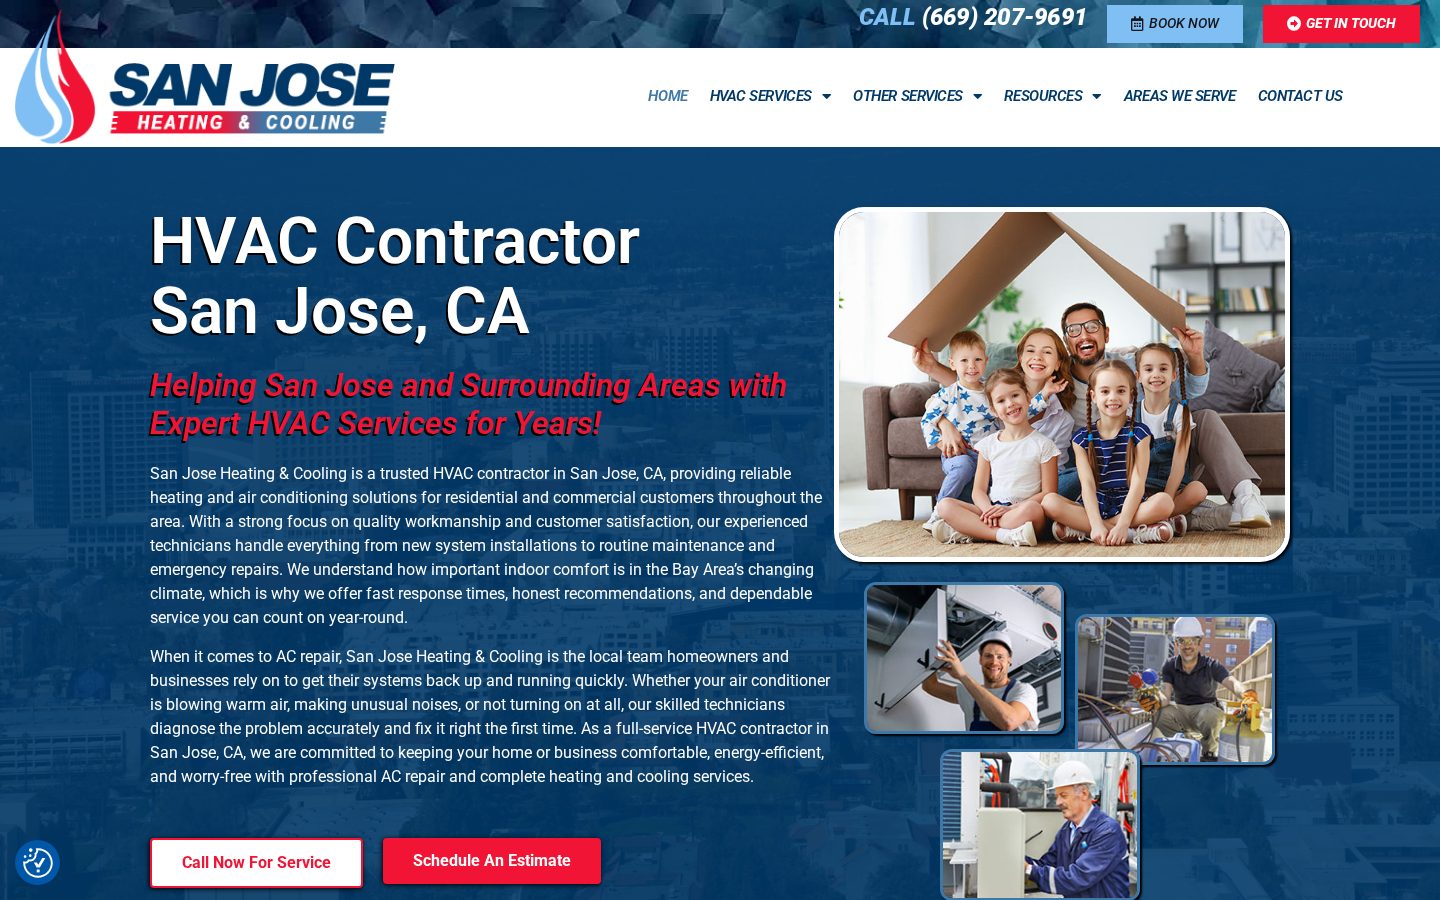 CALL (669) 207-9691
BOOK NOW
GET IN TOUCH
SAN JOSE
HEATING & COOLING
HOME
HVAC SERVICES
OTHER SERVICES
RESOURCES
AREAS WE SERVE
CONTACT US
HVAC Contractor
San Jose, CA
Helping San Jose and Surrounding Areas with
Expert HVAC Services for Years!
San Jose Heating & Cooling is a trusted HVAC contractor in San Jose, CA, providing reliable
heating and air conditioning solutions for residential and commercial customers throughout the
area. With a strong focus on quality workmanship and customer satisfaction, our experienced
technicians handle everything from new system installations to routine maintenance and
emergency repairs. We understand how important indoor comfort is in the Bay Area’s changing
climate, which is why we offer fast response times, honest recommendations, and dependable
service you can count on year-round.
When it comes to AC repair, San Jose Heating & Cooling is the local team homeowners and
businesses rely on to get their systems back up and running quickly. Whether your air conditioner
is blowing warm air, making unusual noises, or not turning on at all, our skilled technicians
diagnose the problem accurately and fix it right the first time. As a full-service HVAC contractor in
San Jose, CA, we are committed to keeping your home or business comfortable, energy-efficient,
and worry-free with professional AC repair and complete heating and cooling services.
Call Now For Service
Schedule An Estimate